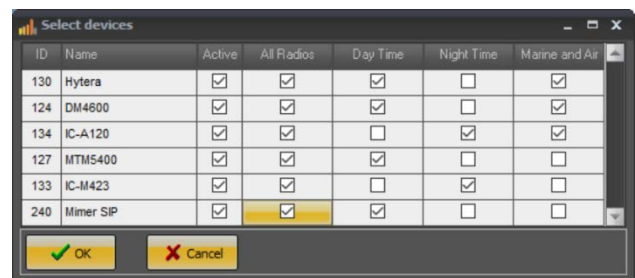 Select devices
ID Name Active All Radios Day Time Night Time Marine and Air
130 Hytera
124 DM4600
134 IC-A120
127 MTM5400
133 IC-M423
240 Mimer SIP
OK Cancel